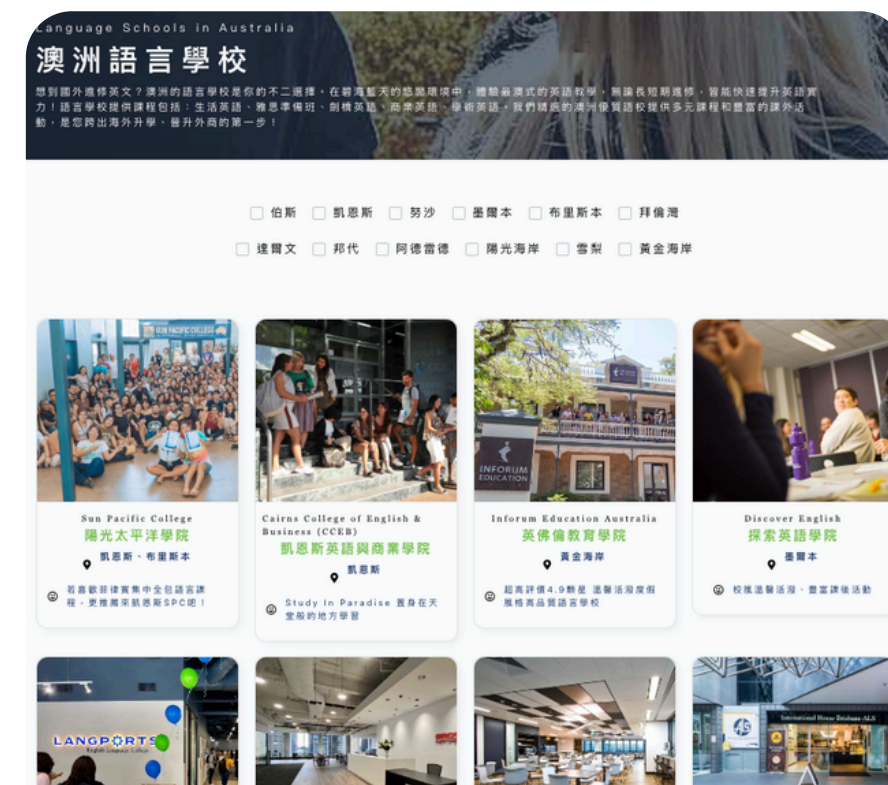 Language Schools in Australia
澳洲語言學校
想到國外進修英文？澳洲的語言學校是你的不二選擇。在碧海藍天的悠閒環境中，體驗最澳式的英語教學，無論長短期進修，皆能快速提升英語實
力！語言學校提供課程包括：生活英語、雅思準備班、劍橋英語、商業英語、學術英語。我們精選的澳洲優質語校提供多元課程和豐富的課外活
動，是您跨出海外升學、晉升外商的第一步！
伯斯 凱恩斯 努沙 墨爾本 布里斯本 拜倫灣
達爾文 邦代 阿德雷德 陽光海岸 雪梨 黃金海岸
SUN PACIFIC COLLEGE
INFORUM
EDUCATION
Sun Pacific College
陽光太平洋學院
凱恩斯、布里斯本
若喜歡菲律賓集中全包語言課
程，更推薦來凱恩斯SPC吧！
Cairns College of English &
Business (CCEB)
凱恩斯英語與商業學院
凱恩斯
Study In Paradise 置身在天
堂般的地方學習
Inforum Education Australia
英佛倫教育學院
黃金海岸
超高評價4.9顆星 溫馨活潑度假
風格高品質語言學校
Discover English
探索英語學院
墨爾本
校風溫馨活潑、豐富課後活動
LANGPORTS
English Language College
International House Brisbane-ALS